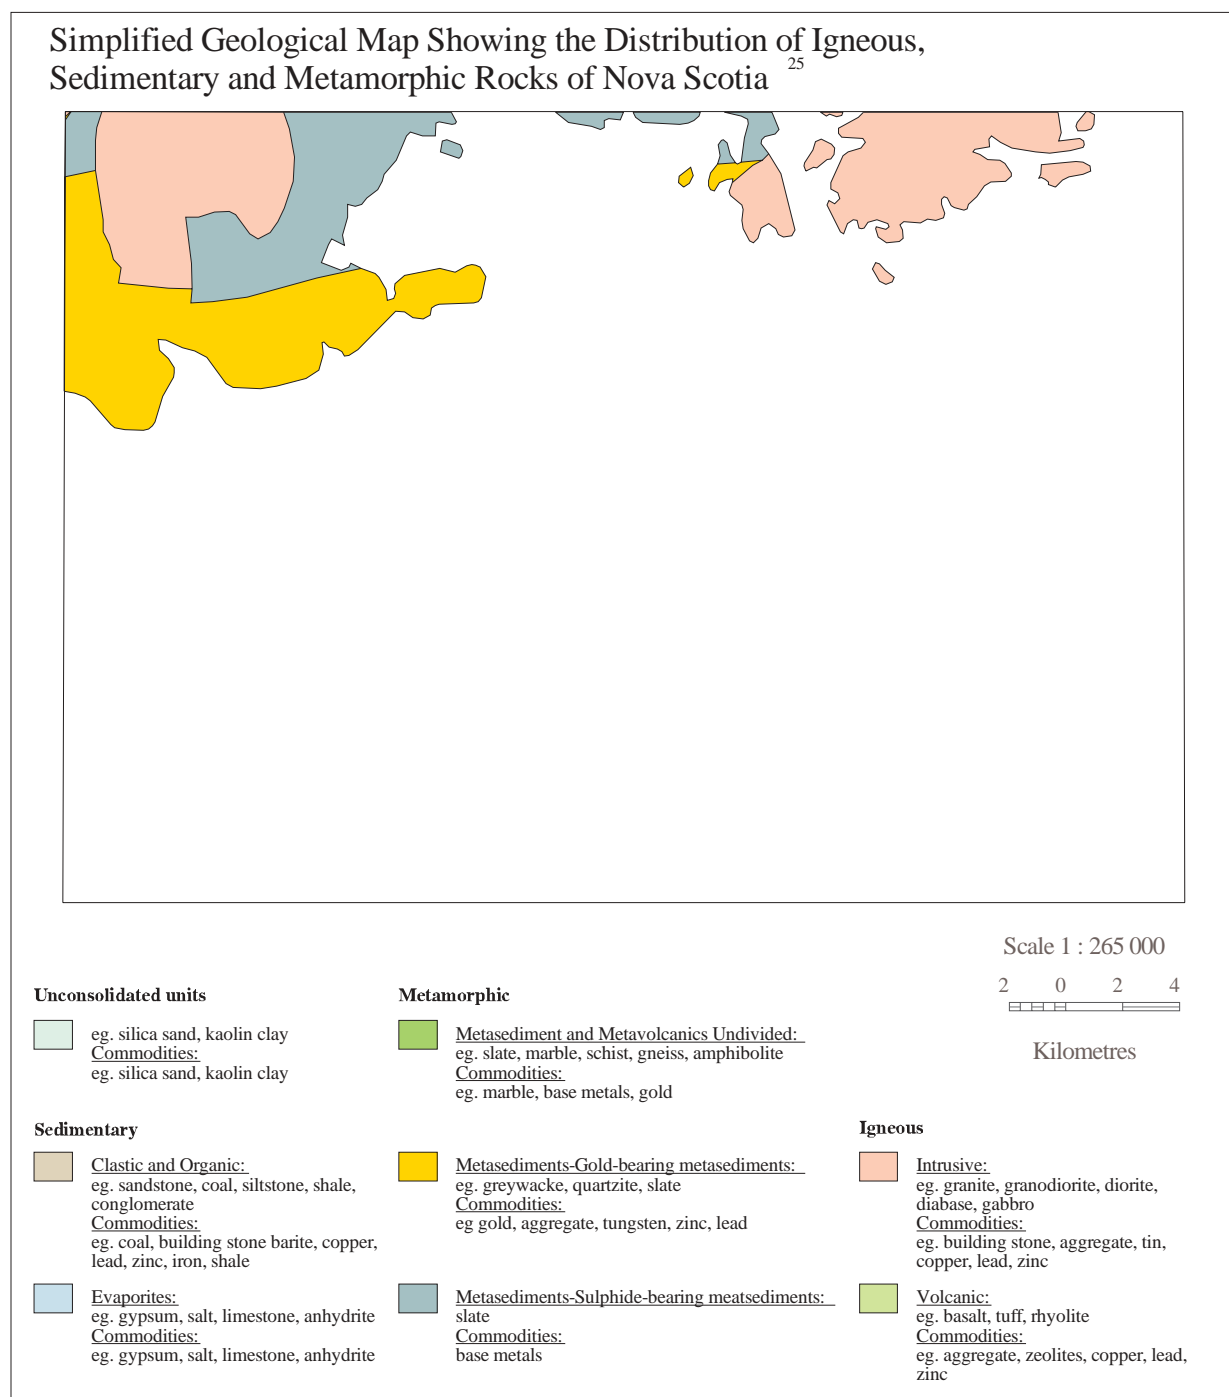 Simplified Geological Map Showing the Distribution of Igneous,
Sedimentary and Metamorphic Rocks of Nova Scotia 25
Scale 1 : 265 000
2 0 2 4
Kilometres
Unconsolidated units
eg. silica sand, kaolin clay
Commodities:
eg. silica sand, kaolin clay
Metamorphic
Metasediment and Metavolcanics Undivided:
eg. slate, marble, schist, gneiss, amphibolite
Commodities:
eg. marble, base metals, gold
Sedimentary
Clastic and Organic:
eg. sandstone, coal, siltstone, shale,
conglomerate
Commodities:
eg. coal, building stone barite, copper,
lead, zinc, iron, shale
Evaporites:
eg. gypsum, salt, limestone, anhydrite
Commodities:
eg. gypsum, salt, limestone, anhydrite
Metasediments-Gold-bearing metasediments:
eg. greywacke, quartzite, slate
Commodities:
eg gold, aggregate, tungsten, zinc, lead
Metasediments-Sulphide-bearing meatsediments:
slate
Commodities:
base metals
Igneous
Intrusive:
eg. granite, granodiorite, diorite,
diabase, gabbro
Commodities:
eg. building stone, aggregate, tin,
copper, lead, zinc
Volcanic:
eg. basalt, tuff, rhyolite
Commodities:
eg. aggregate, zeolites, copper, lead,
zinc